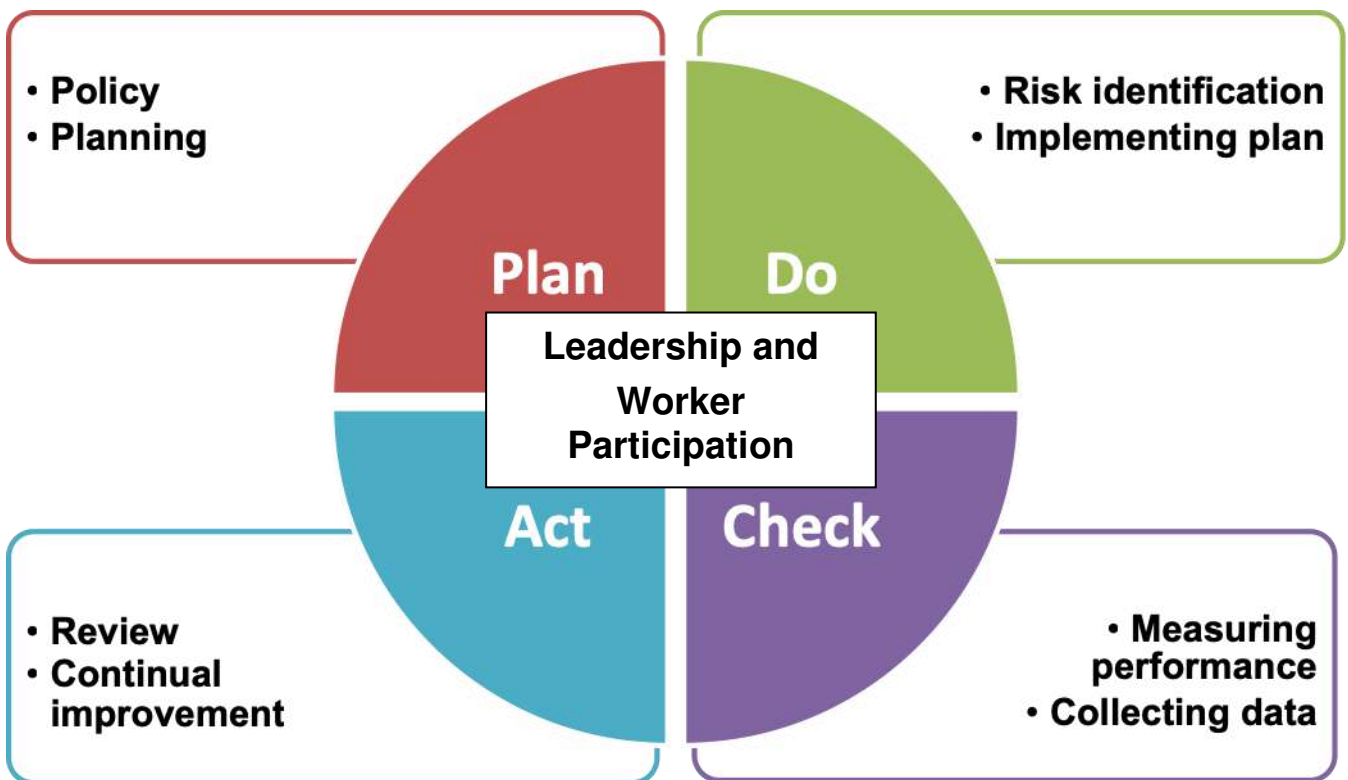 • Policy
• Planning
• Risk identification
• Implementing plan
Plan
Do
Leadership and
Worker
Participation
Act
Check
• Review
• Continual
improvement
• Measuring
performance
• Collecting data